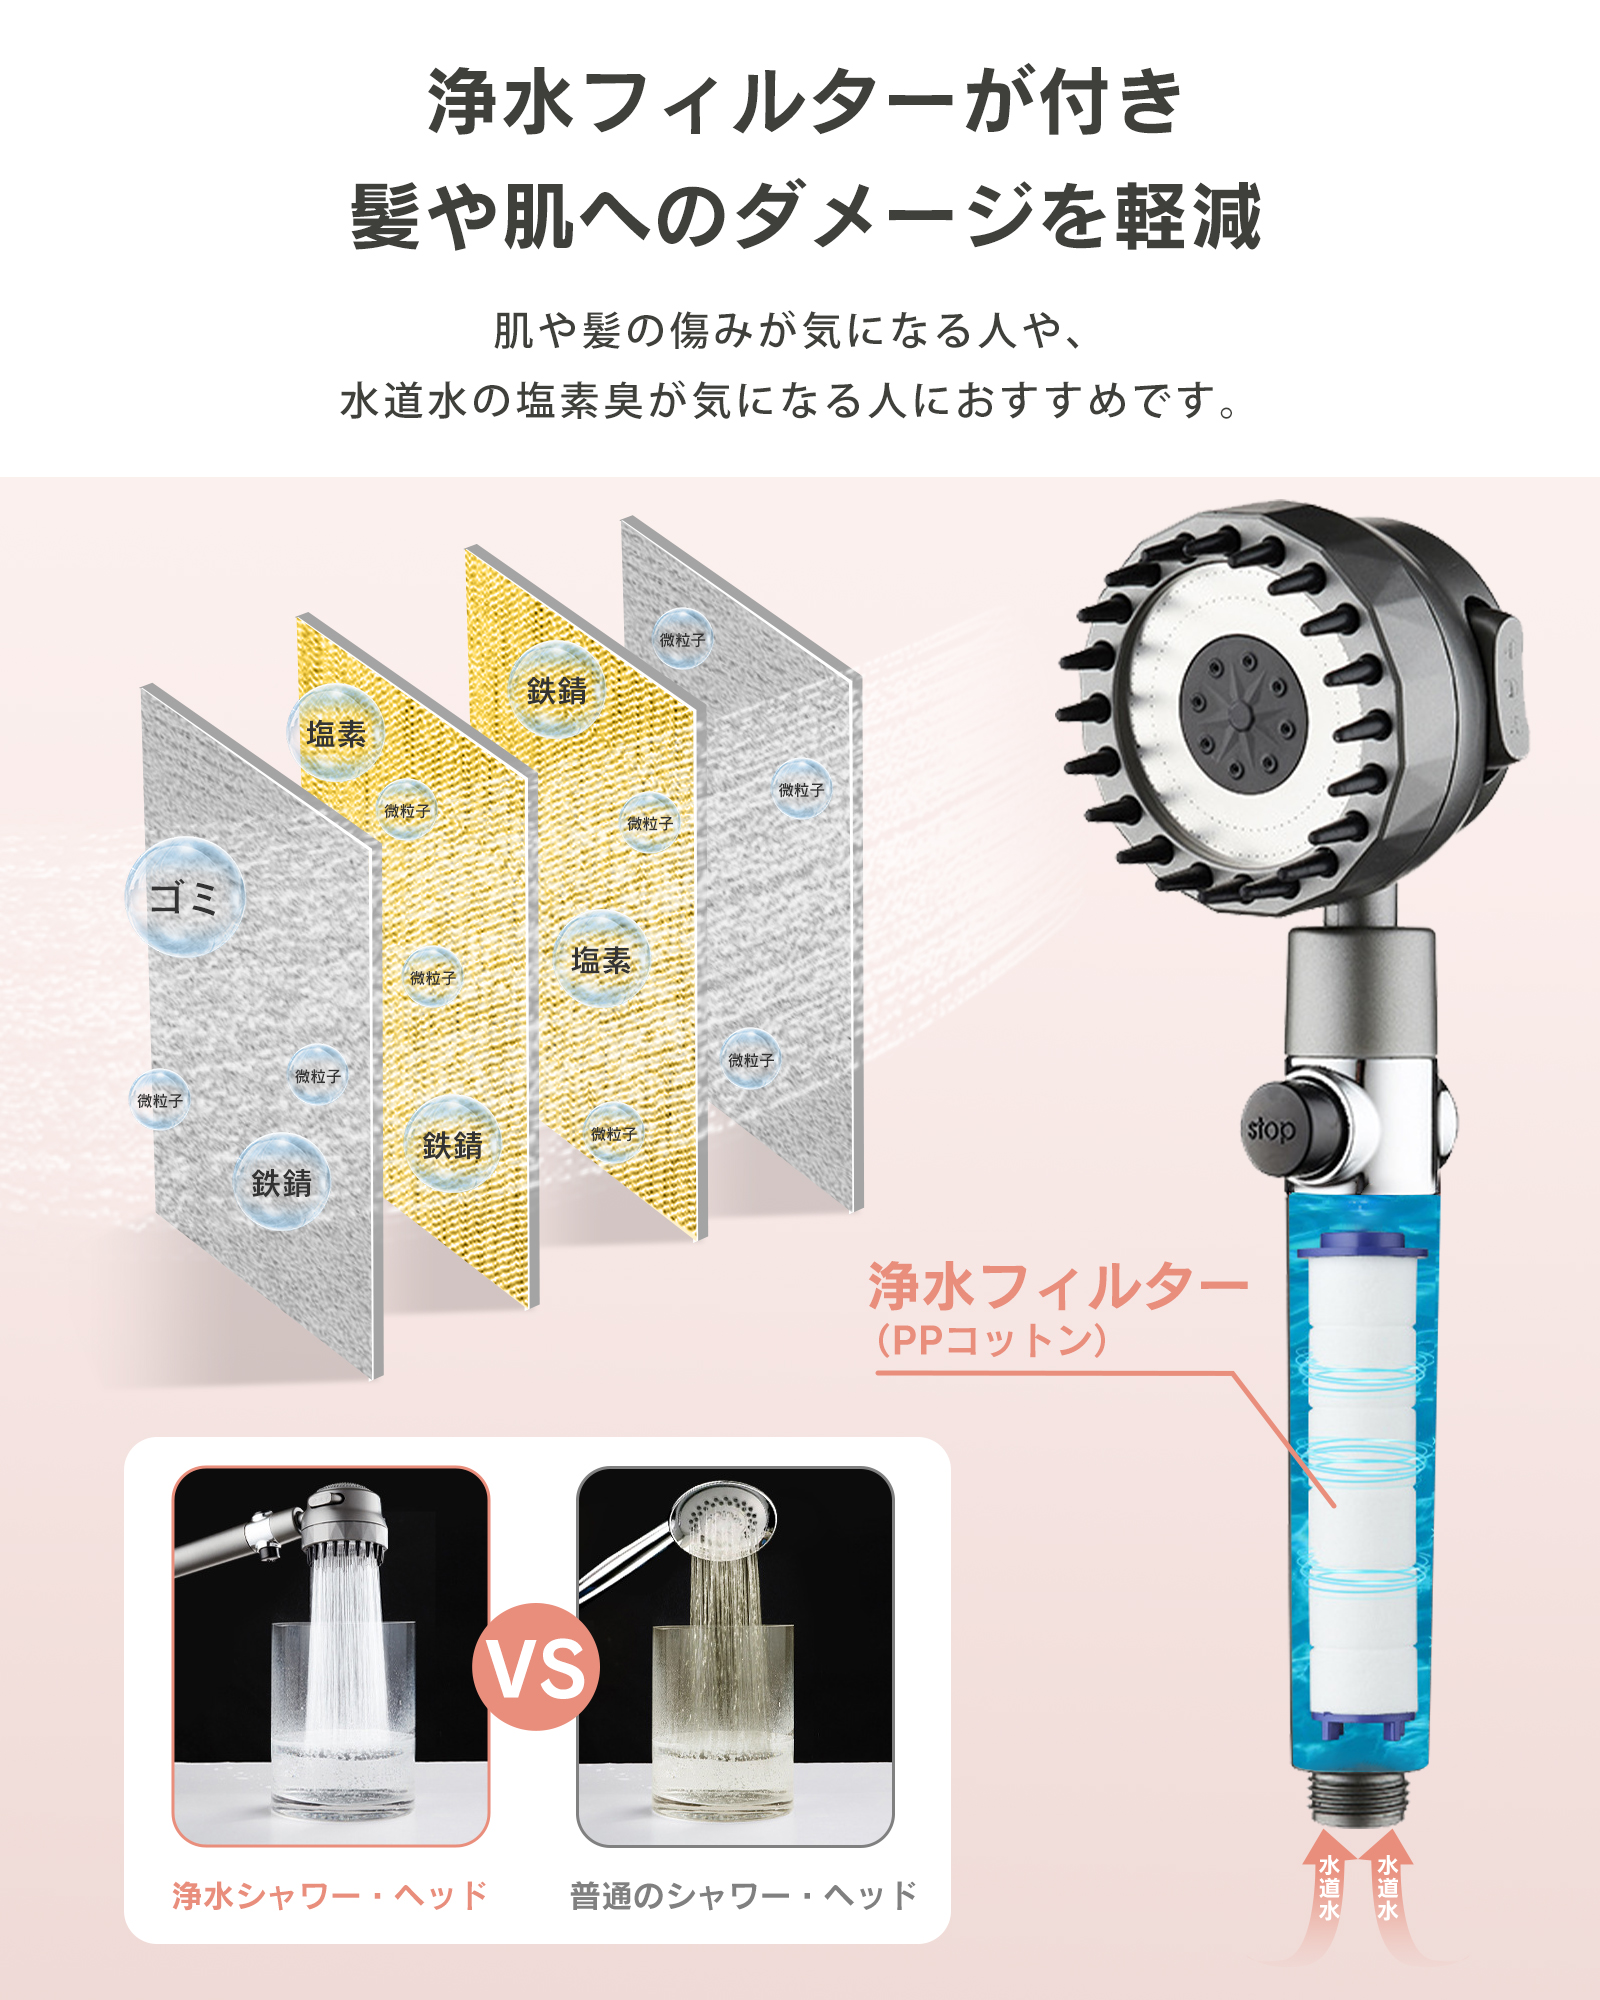 浄水フィルターが付き
髪や肌へのダメージを軽減
肌や髪の傷みが気になる人や、
水道水の塩素臭が気になる人におすすめです。
微粒子
鉄錆
塩素
微粒子
微粒子
微粒子
ゴミ
塩素
微粒子
微粒子
微粒子
微粒子
鉄錆
微粒子
鉄錆
stop
浄水フィルター
（PPコットン）
VS
浄水シャワー・ヘッド
普通のシャワー・ヘッド
水道水
水道水